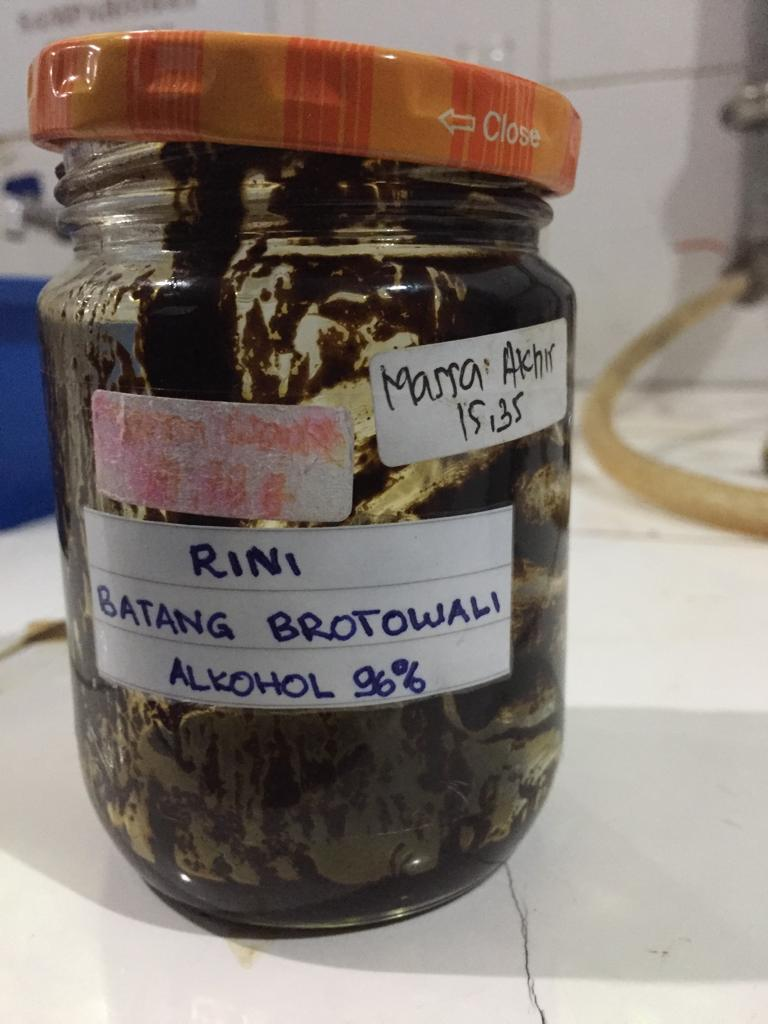 ⇦ Close
Massa Akhir
15,35
RINI
BATANG BROTOWALI
ALKOHOL 96%